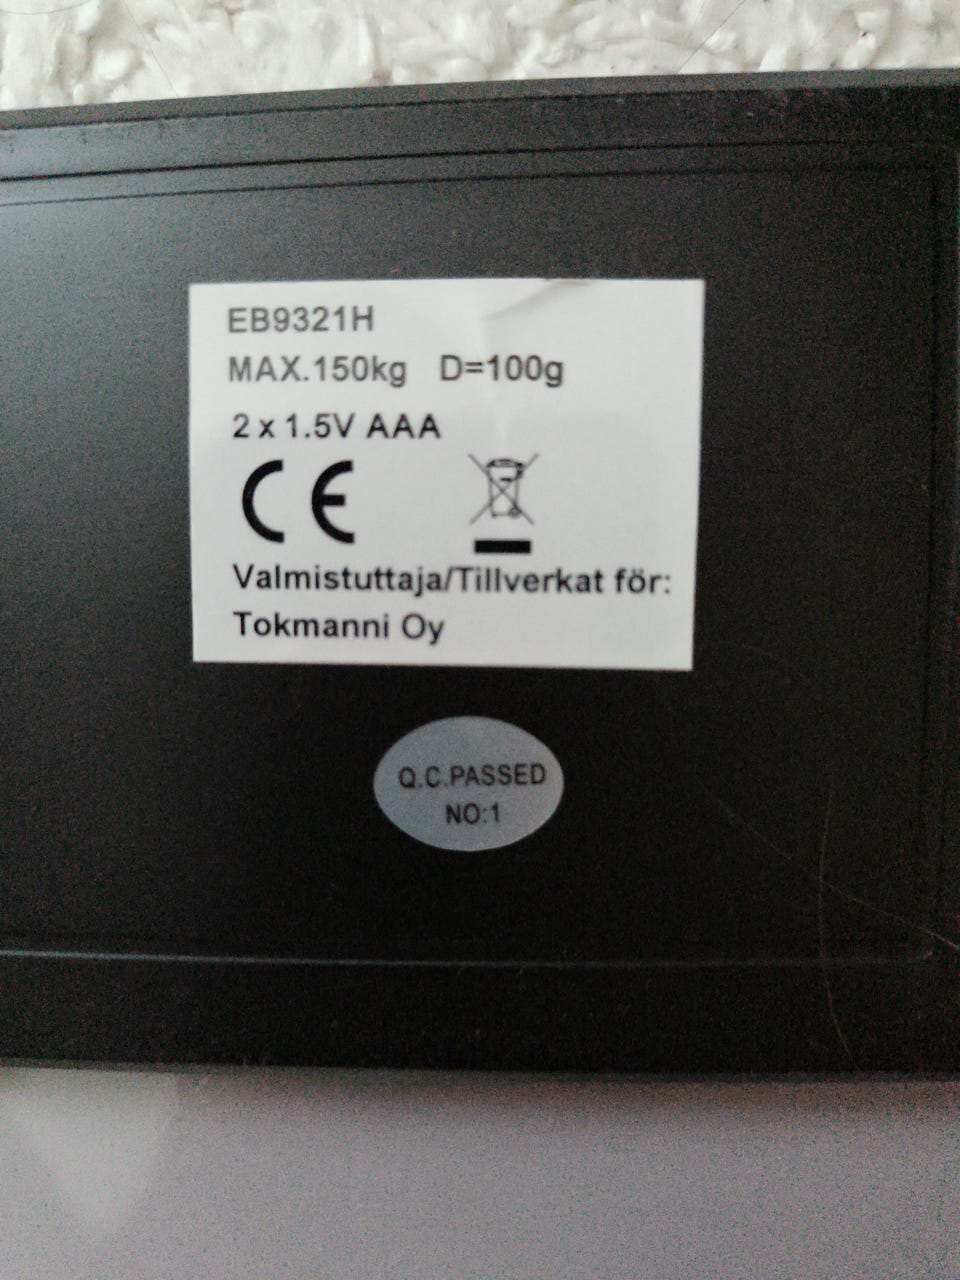 EB9321H
MAX.150kg D=100g
2 x 1.5V AAA
CE
Valmistuttaja/Tillverkat för:
Tokmanni Oy
Q.C.PASSED
NO:1